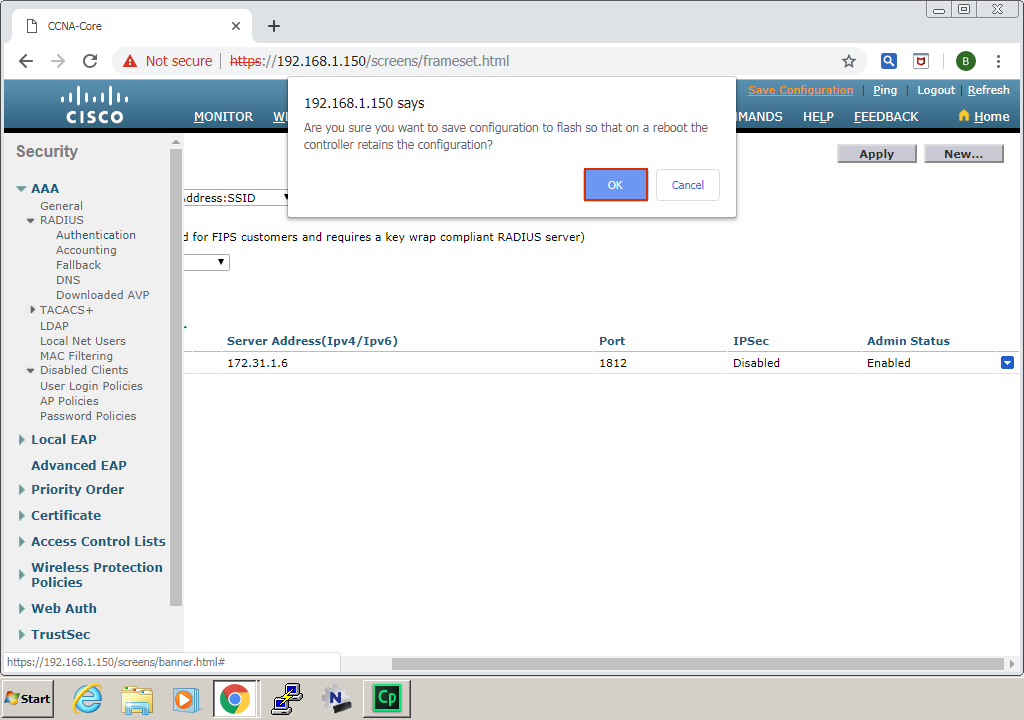 CCNA-Core
Not secure
https://192.168.1.150/screens/frameset.html
B
CISCO
MONITOR
MANDS HELP FEEDBACK
Save Configuration Ping Logout Refresh
Home
192.168.1.150 says
Are you sure you want to save configuration to flash so that on a reboot the
controller retains the configuration?
OK Cancel
Security
AAA
General
RADIUS
Authentication
Accounting
Fallback
DNS
Downloaded AVP
TACACS+
LDAP
Local Net Users
MAC Filtering
Disabled Clients
User Login Policies
AP Policies
Password Policies
Local EAP
Advanced EAP
Priority Order
Certificate
Access Control Lists
Wireless Protection
Policies
Web Auth
TrustSec
Apply New...
ddress:SSID
d for FIPS customers and requires a key wrap compliant RADIUS server)
Server Address(Ipv4/Ipv6) Port IPSec Admin Status
172.31.1.6 1812 Disabled Enabled
https://192.168.1.150/screens/banner.html#
Start
N
Cp